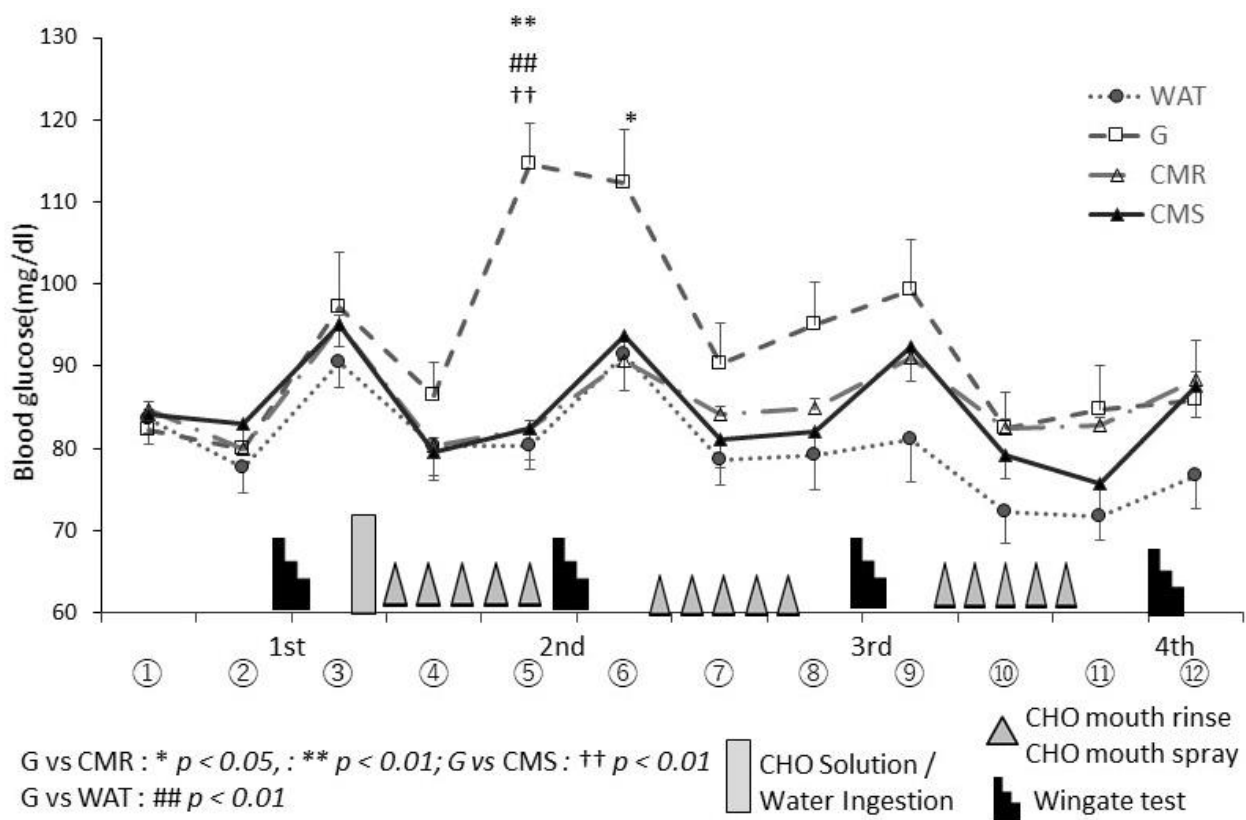 **
##
††
*
130
120
110
100
90
80
70
60
Blood glucose(mg/dl)
WAT
G
CMR
CMS
1st
2nd
3rd
4th
① ② ③ ④ ⑤ ⑥ ⑦ ⑧ ⑨ ⑩ ⑪ ⑫
G vs CMR : * p < 0.05, : ** p < 0.01; G vs CMS : †† p < 0.01
G vs WAT : ## p < 0.01
CHO Solution /
Water Ingestion
CHO mouth rinse
CHO mouth spray
Wingate test